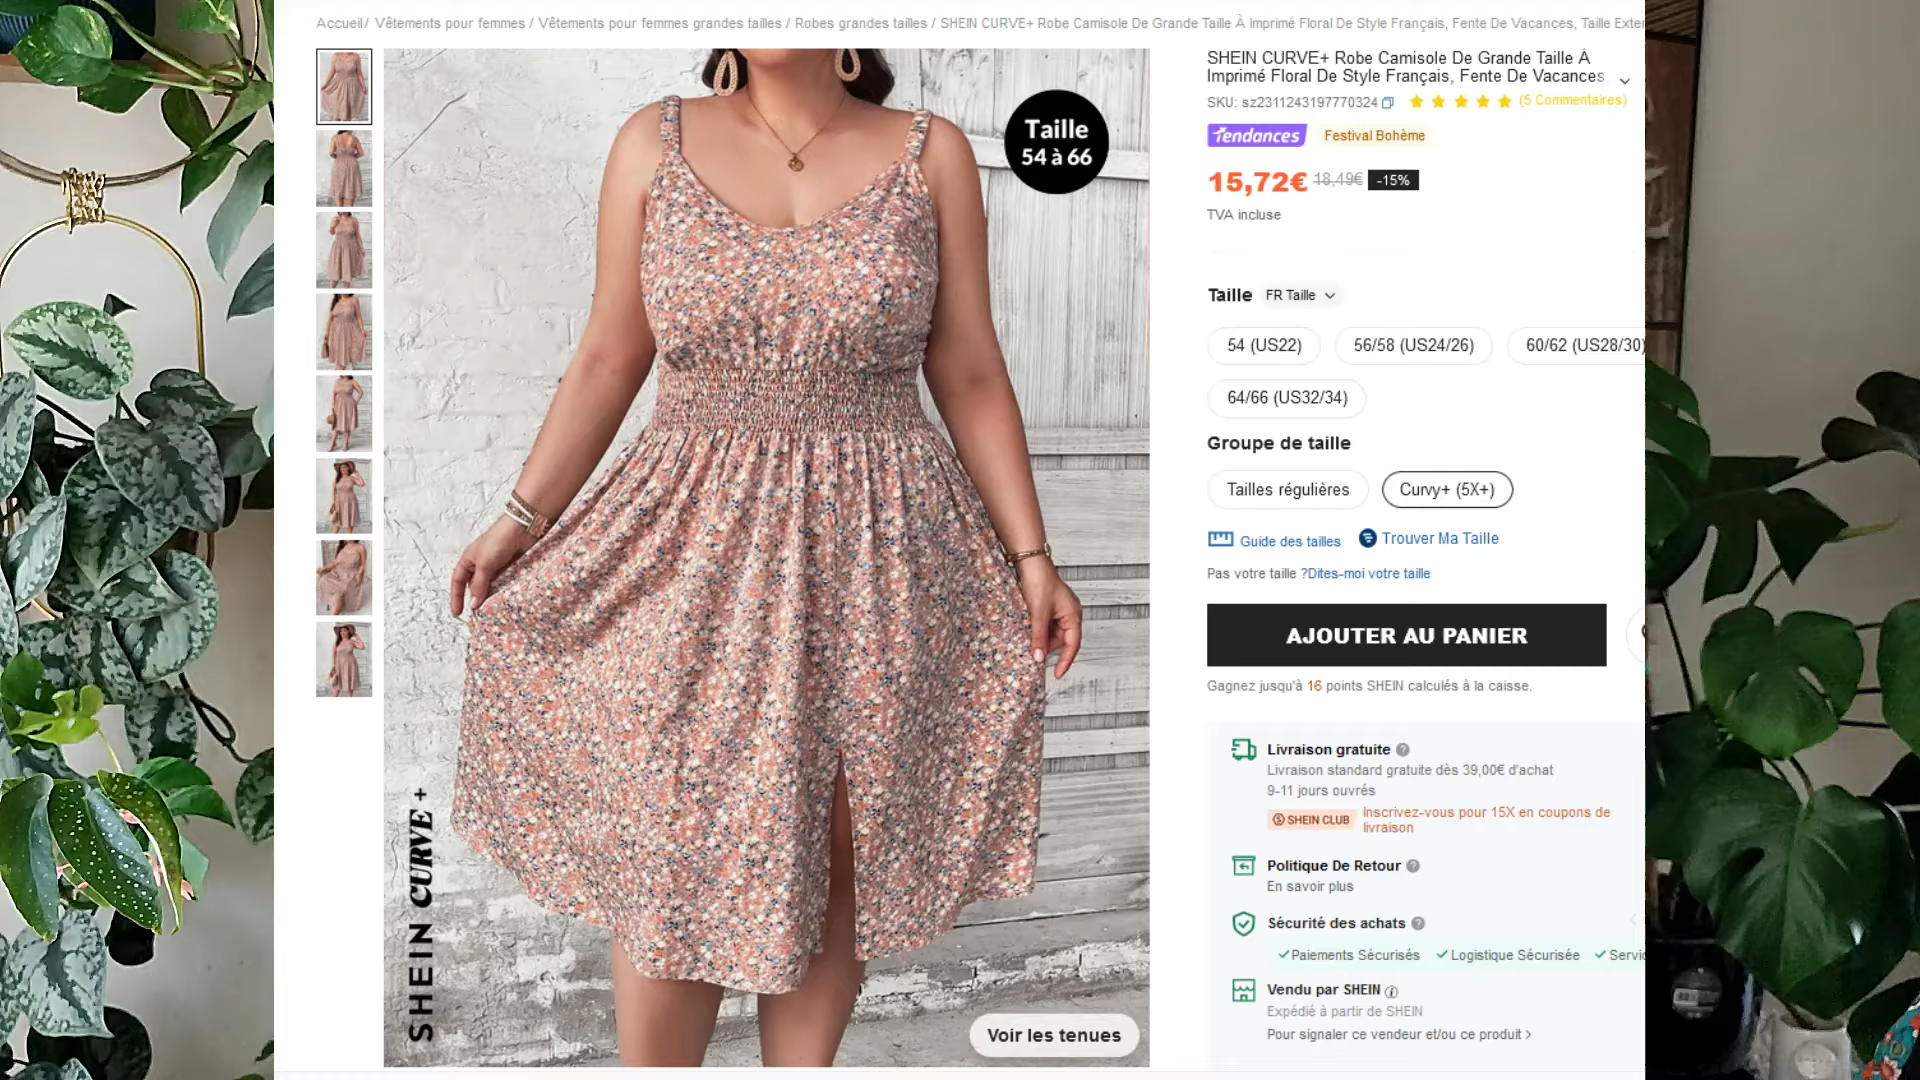 Accueil/ Vêtements pour femmes / Vêtements pour femmes grandes tailles / Robes grandes tailles / SHEIN CURVE+ Robe Camisole De Grande Taille À Imprimé Floral De Style Français, Fente De Vacances, Taille Exter
Taille
54 à 66
SHEIN CURVE +
Voir les tenues
SHEIN CURVE+ Robe Camisole De Grande Taille À
Imprimé Floral De Style Français, Fente De Vacances
SKU: sz2311243197770324 (5 Commentaires)
Tendances Festival Bohème
15,72€ 18,49€ -15%
TVA incluse
Taille FR Taille
54 (US22) 56/58 (US24/26) 60/62 (US28/30)
64/66 (US32/34)
Groupe de taille
Tailles régulières Curvy+ (5X+)
Guide des tailles Trouver Ma Taille
Pas votre taille ?Dites-moi votre taille
AJOUTER AU PANIER
Gagnez jusqu'à 16 points SHEIN calculés à la caisse.
Livraison gratuite ?
Livraison standard gratuite dès 39,00€ d'achat
9-11 jours ouvrés
SHEIN CLUB Inscrivez-vous pour 15X en coupons de
livraison
Politique De Retour ?
En savoir plus
Sécurité des achats ?
Paiements Sécurisés Logistique Sécurisée Servic
Vendu par SHEIN
Expédié à partir de SHEIN
Pour signaler ce vendeur et/ou ce produit >